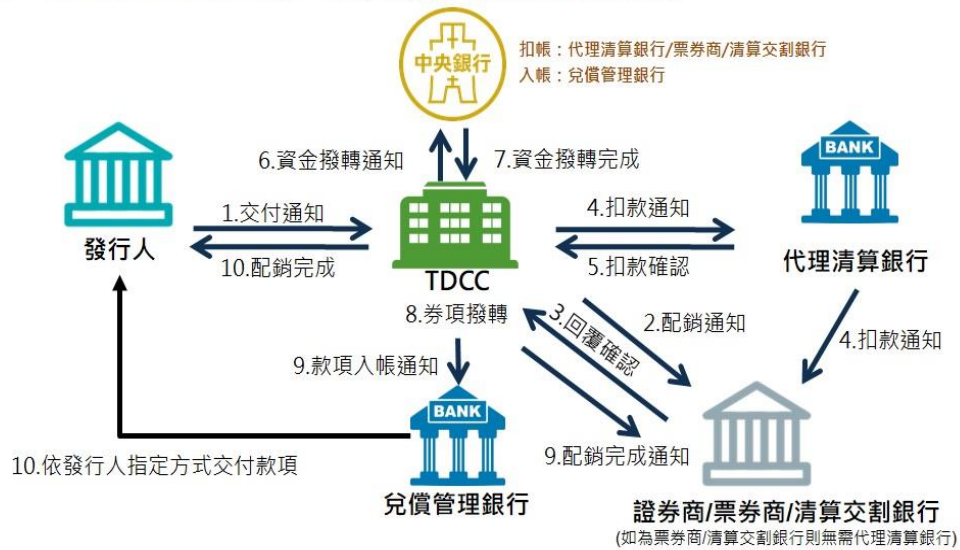 中央銀行
扣帳：代理清算銀行/票券商/清算交割銀行
入帳：兌償管理銀行
6.資金撥轉通知
7.資金撥轉完成
BANK
1.交付通知
4.扣款通知
發行人
10.配銷完成
TDCC
5.扣款確認
代理清算銀行
8.券項撥轉
3.回覆確認
2.配銷通知
4.扣款通知
9.款項入帳通知
BANK
10.依發行人指定方式交付款項
9.配銷完成通知
兌償管理銀行
證券商/票券商/清算交割銀行
(如為票券商/清算交割銀行則無需代理清算銀行)